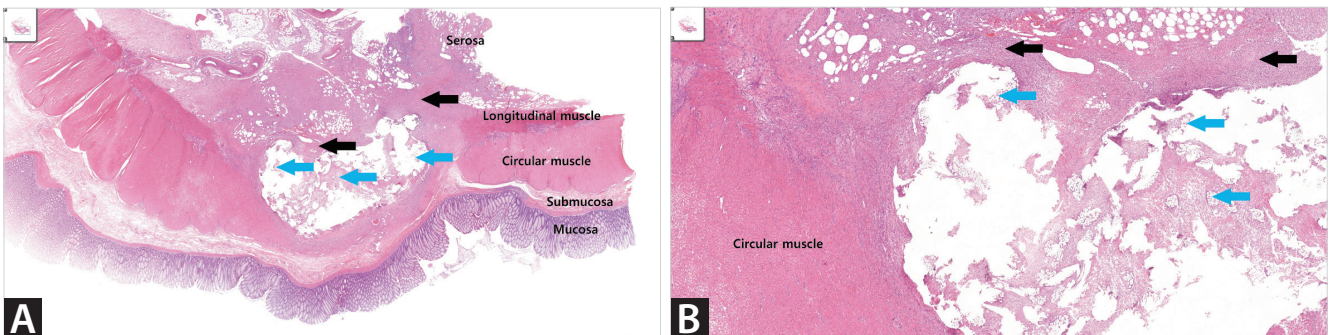 Serosa
Longitudinal muscle
Circular muscle
Submucosa
Mucosa
A
Circular muscle
B